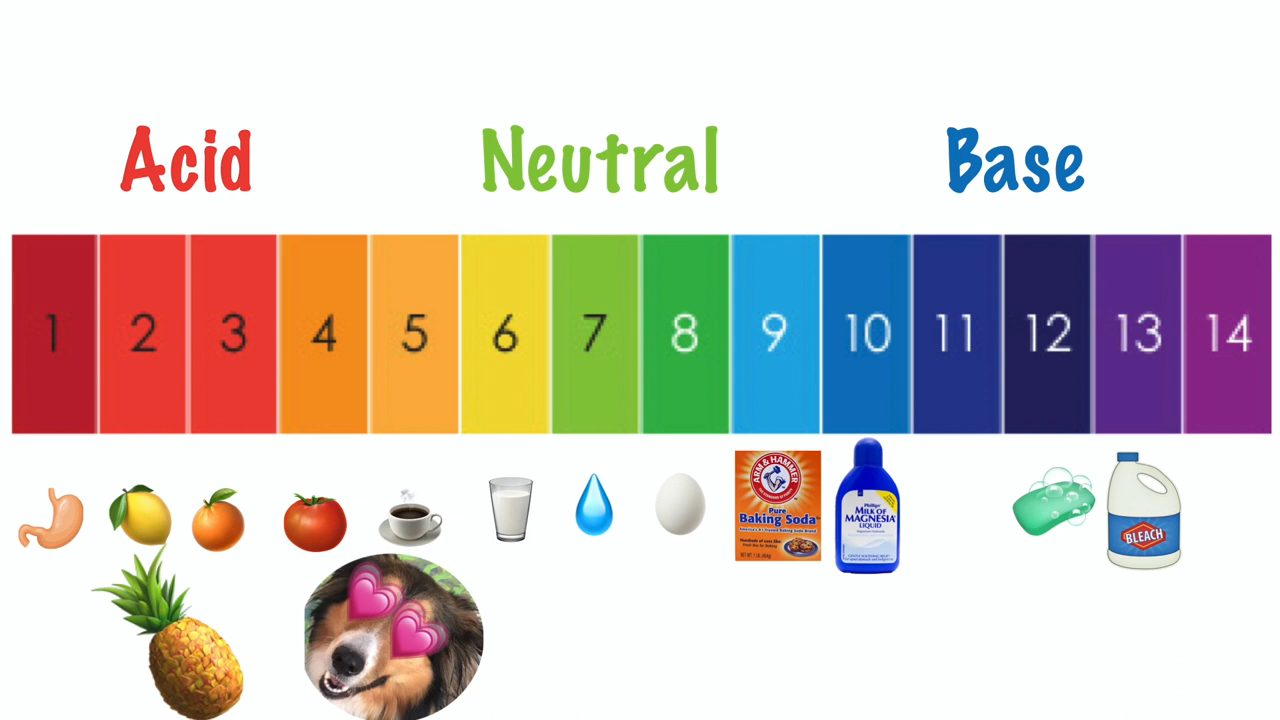 Acid Neutral Base
1 2 3 4 5 6 7 8 9 10 11 12 13 14
ARM & HAMMER
Pure
Baking Soda
Phillips'
MILK OF
MAGNESIA
LIQUID
BLEACH